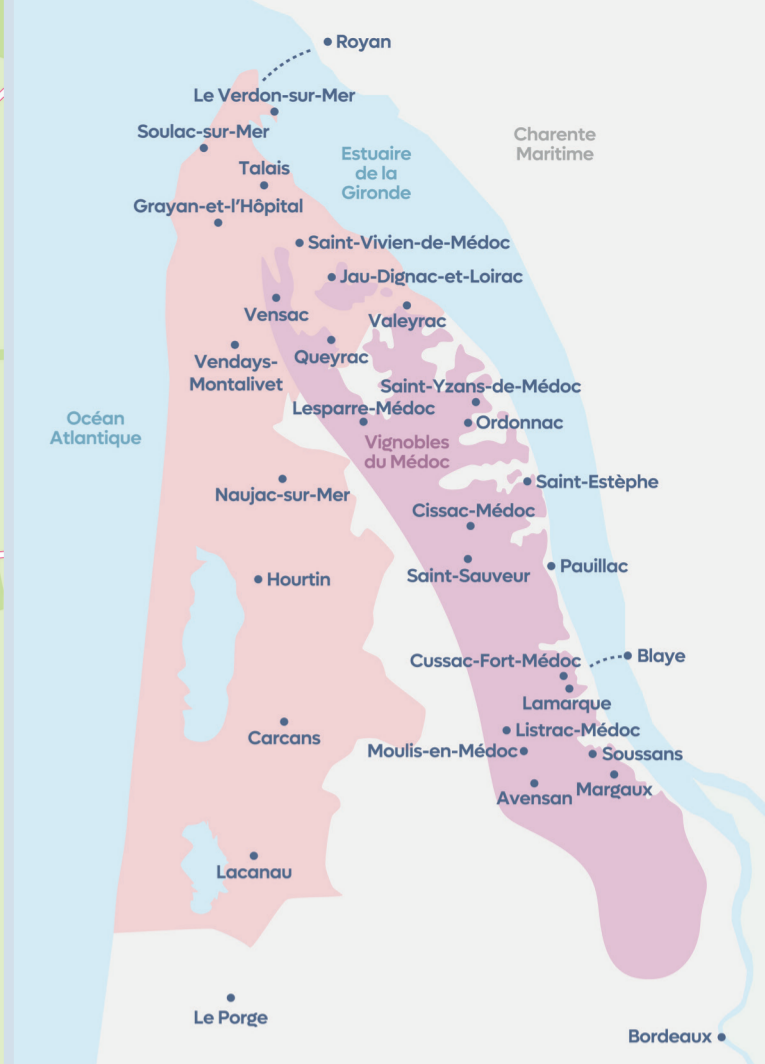 Royan
Le Verdon-sur-Mer
Soulac-sur-Mer
Charente
Maritime
Estuaire
de la
Gironde
Talais
Grayan-et-l'Hôpital
Saint-Vivien-de-Médoc
Jau-Dignac-et-Loirac
Vensac
Valeyrac
Queyrac
Vendays-
Montalivet
Saint-Yzans-de-Médoc
Lesparre-Médoc
Ordonnac
Océan
Atlantique
Vignobles
du Médoc
Saint-Estèphe
Naujac-sur-Mer
Cissac-Médoc
Pauillac
Saint-Sauveur
Hourtin
Blaye
Cussac-Fort-Médoc
Lamarque
Listrac-Médoc
Carcans
Moulis-en-Médoc
Soussans
Margaux
Avensan
Lacanau
Le Porge
Bordeaux